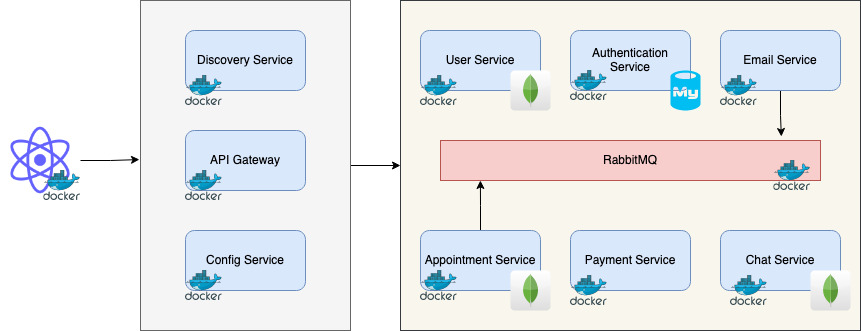 Discovery Service
docker
API Gateway
docker
Config Service
docker
docker
User Service
docker
Authentication
Service
docker
My
Email Service
docker
RabbitMQ
docker
Appointment Service
docker
Payment Service
docker
Chat Service
docker